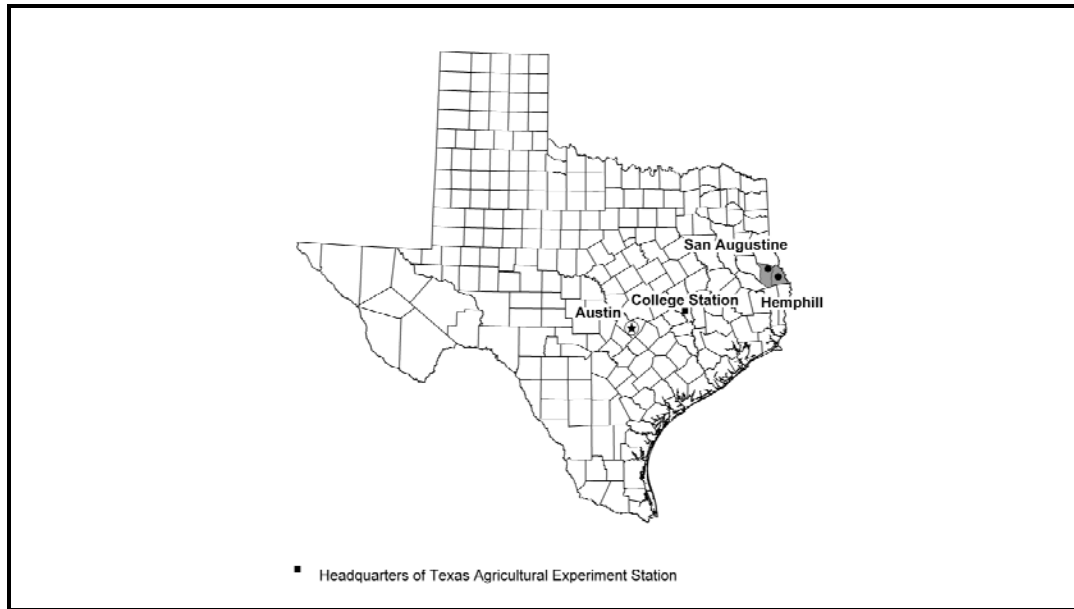 San Augustine
College Station
Hemphill
Austin
Headquarters of Texas Agricultural Experiment Station